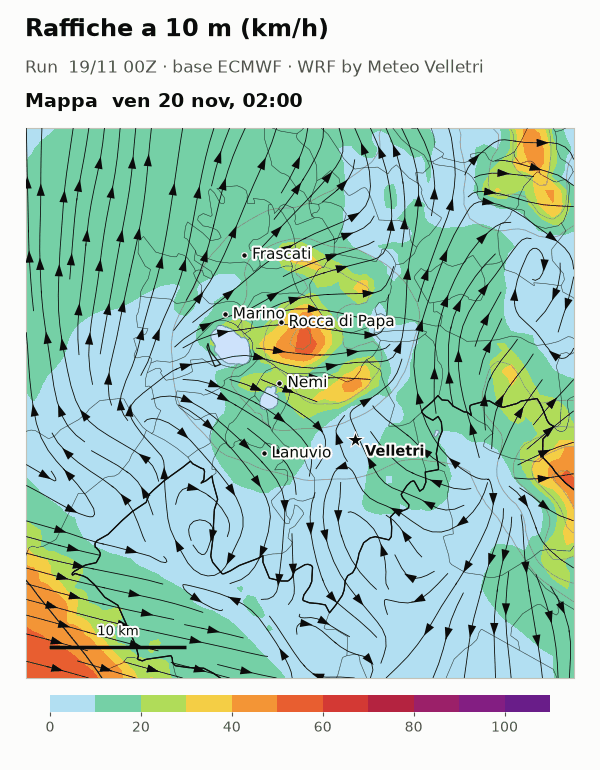 Raffiche a 10 m (km/h)
Run 19/11 00Z · base ECMWF · WRF by Meteo Velletri
Mappa ven 20 nov, 02:00
Frascati
Marino
Rocca di Papa
Nemi
Lanuvio
Velletri
10 km
0 20 40 60 80 100